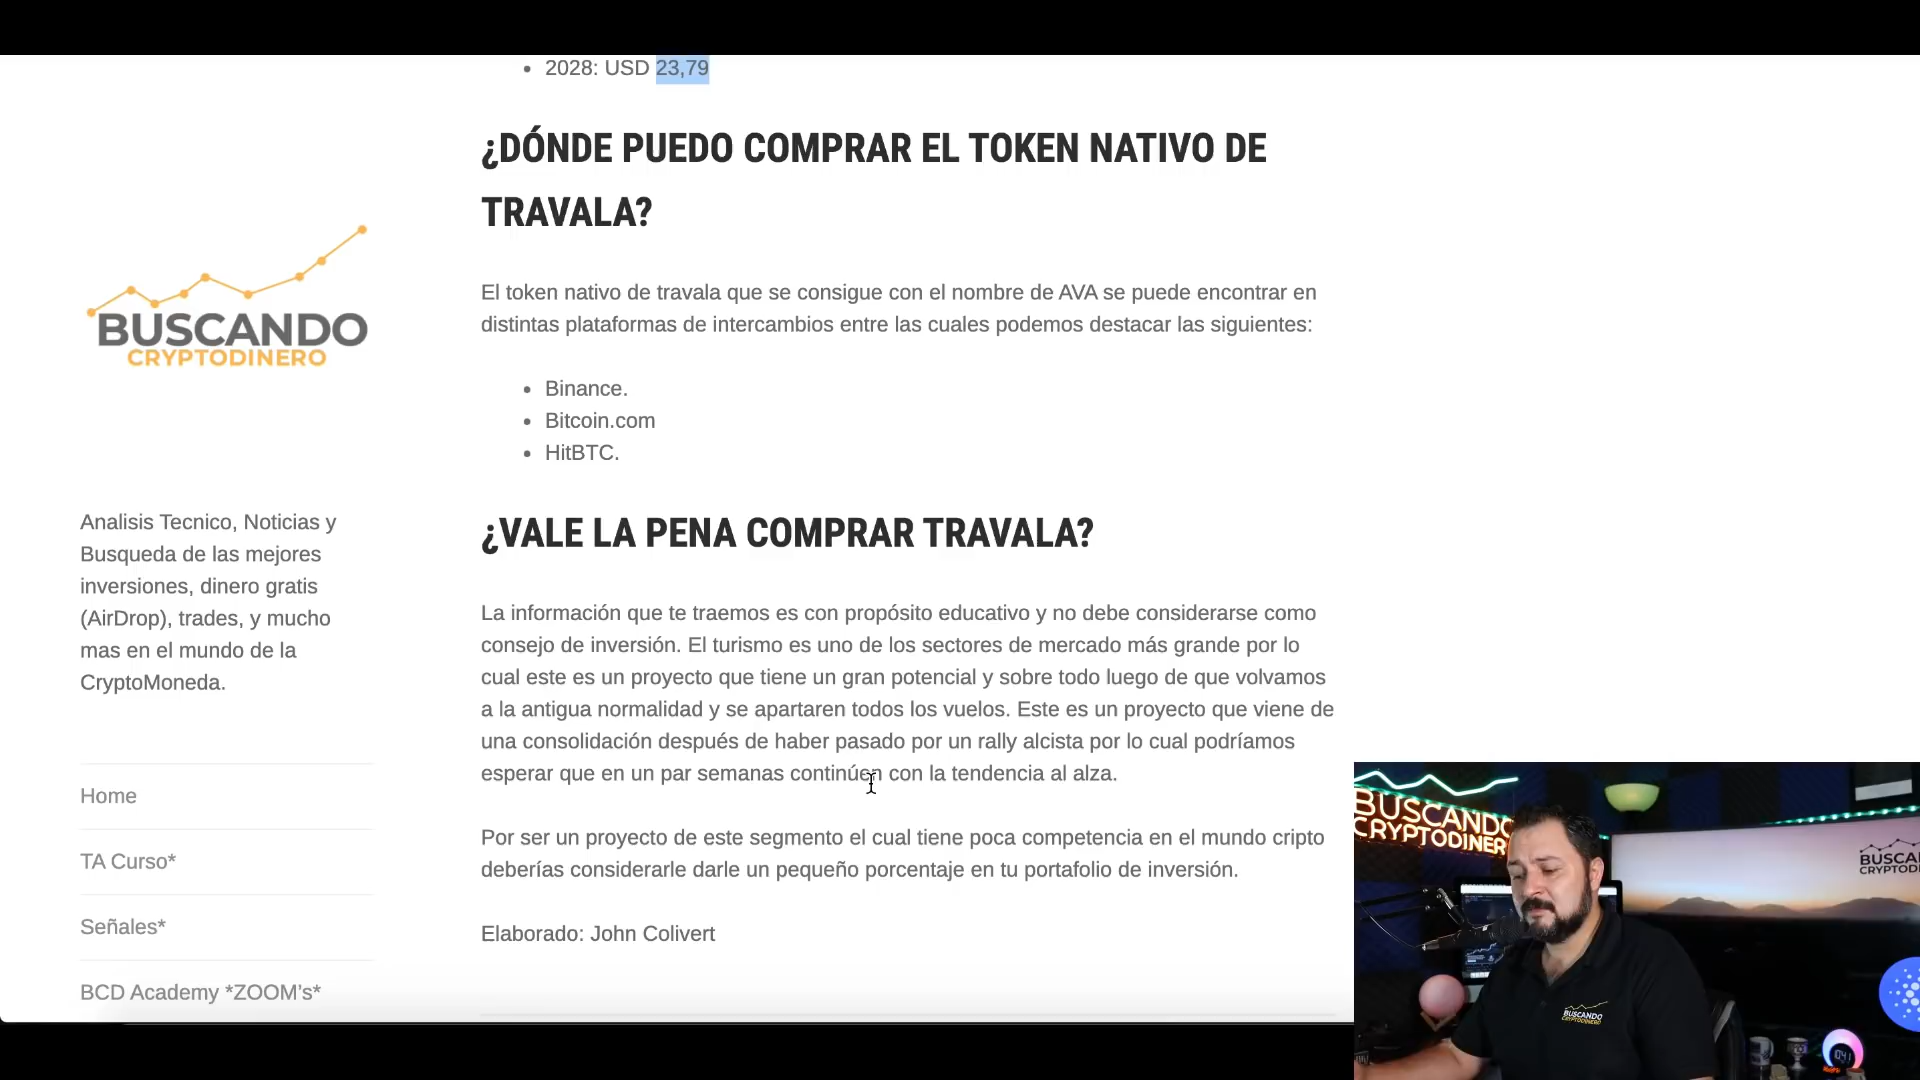 2028: USD 23,79
¿DÓNDE PUEDO COMPRAR EL TOKEN NATIVO DE
TRAVALA?
El token nativo de travala que se consigue con el nombre de AVA se puede encontrar en
distintas plataformas de intercambios entre las cuales podemos destacar las siguientes:
Binance.
Bitcoin.com
HitBTC.
¿VALE LA PENA COMPRAR TRAVALA?
La información que te traemos es con propósito educativo y no debe considerarse como
consejo de inversión. El turismo es uno de los sectores de mercado más grande por lo
cual este es un proyecto que tiene un gran potencial y sobre todo luego de que volvamos
a la antigua normalidad y se apartaren todos los vuelos. Este es un proyecto que viene de
una consolidación después de haber pasado por un rally alcista por lo cual podríamos
esperar que en un par semanas continúen con la tendencia al alza.
Por ser un proyecto de este segmento el cual tiene poca competencia en el mundo cripto
deberías considerarle darle un pequeño porcentaje en tu portafolio de inversión.
Elaborado: John Colivert
BUSCANDO
CRYPTODINERO
Analisis Tecnico, Noticias y
Busqueda de las mejores
inversiones, dinero gratis
(AirDrop), trades, y mucho
mas en el mundo de la
CryptoMoneda.
Home
TA Curso*
Señales*
BCD Academy *ZOOM's*
BUSCANDO
CRYPTODINER
BUSCA
CRYPTOD
BUSCANDO
CRYPTODINERO